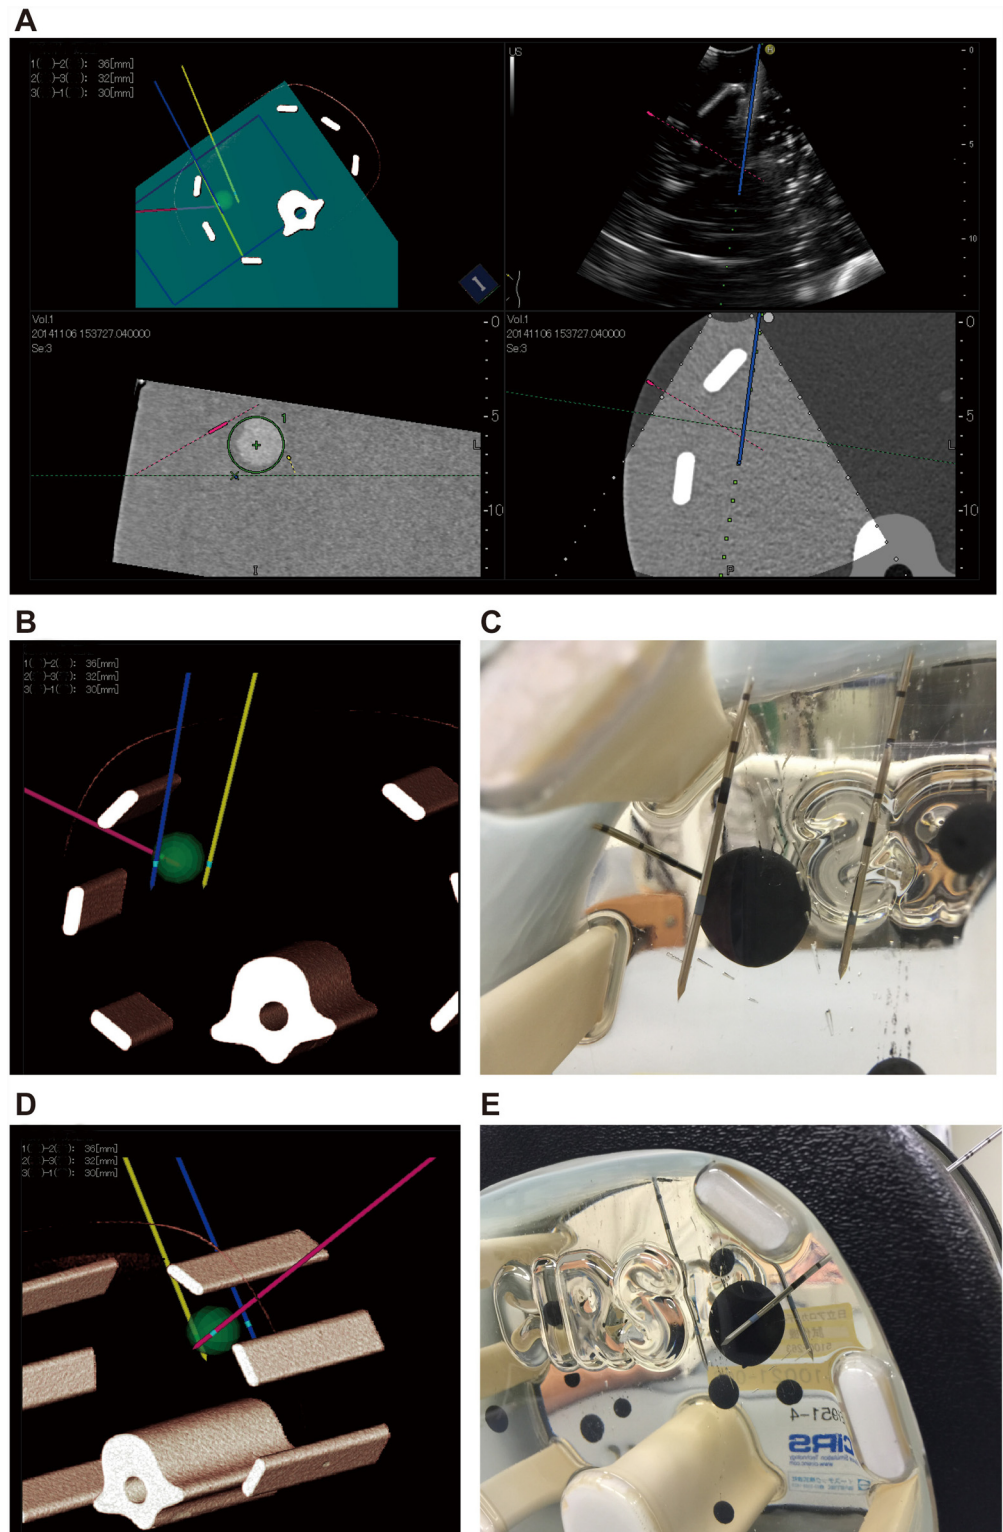 A
1( )-2( ): 36[mm]
2( )-3( ): 32[mm]
3( )-1( ): 30[mm]
US
0
5
10
1
Vol.1
20141106 153727.040000
Se:3
0
5
10
1
L
I
Vol.1
20141106 153727.040000
Se:3
0
5
10
L
P
B
1( )-2( ): 36[mm]
2( )-3( ): 32[mm]
3( )-1( ): 30[mm]
C
D
1( )-2( ): 36[mm]
2( )-3( ): 32[mm]
3( )-1( ): 30[mm]
E
CIRS